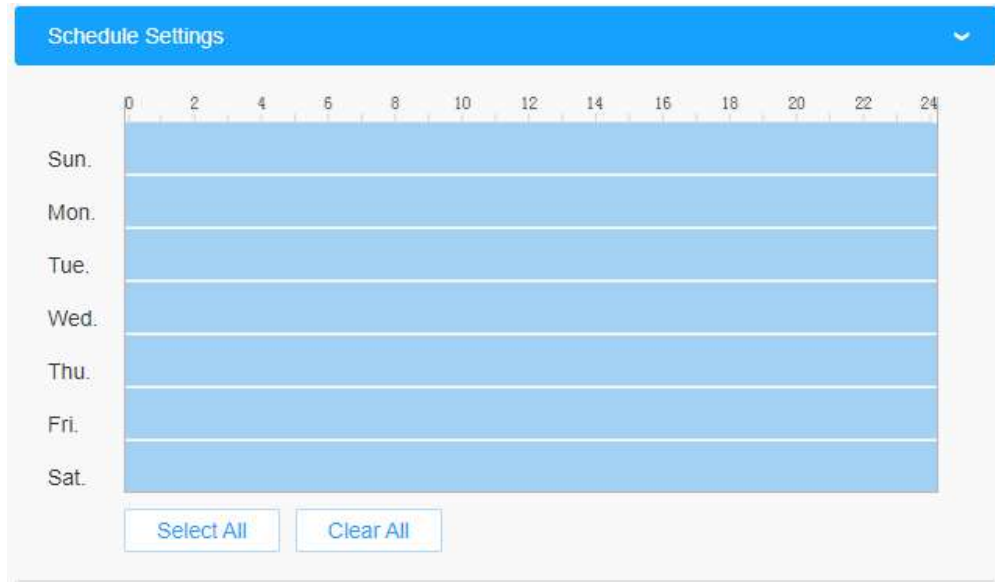 Schedule Settings
0 2 4 6 8 10 12 14 16 18 20 22 24
Sun.
Mon.
Tue.
Wed.
Thu.
Fri.
Sat.
Select All Clear All